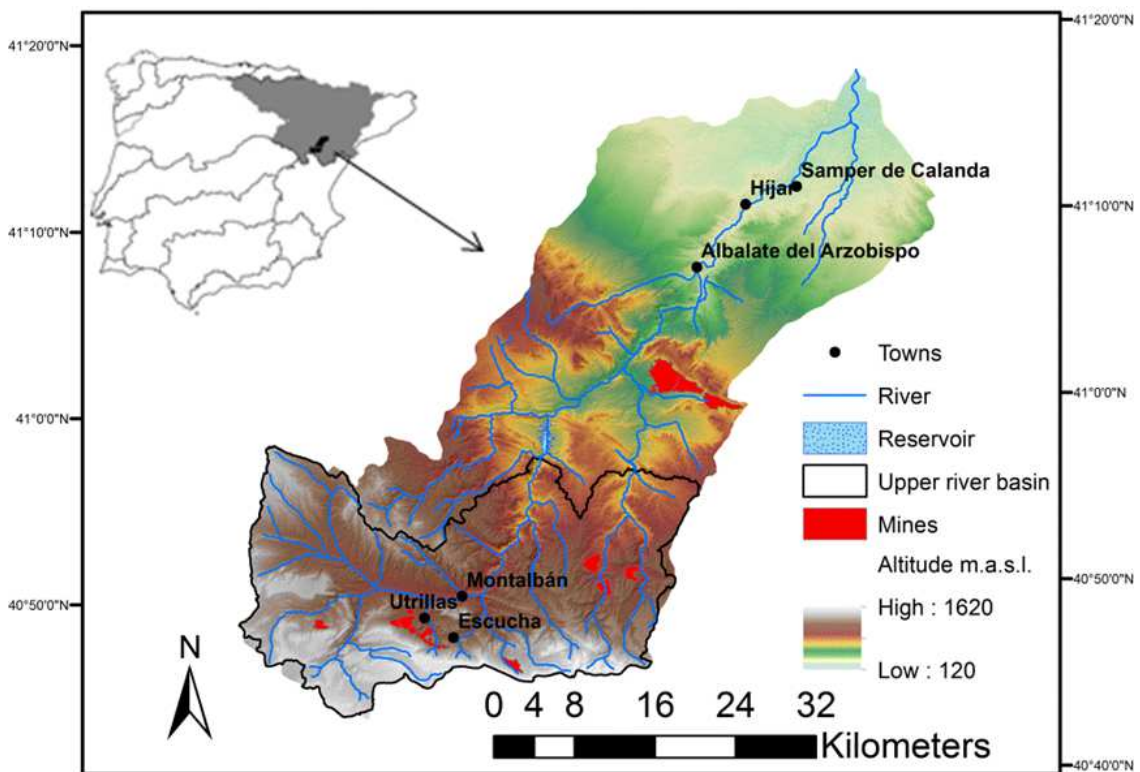 41°20'0"N
41°20'0"N
Samper de Calanda
Híjar
41°10'0"N
41°10'0"N
Albalate del Arzobispo
Towns
River
41°0'0"N
41°0'0"N
Reservoir
Upper river basin
Mines
Altitude m.a.s.l.
High : 1620
Low : 120
Montalbán
Utrillas
Escucha
40°50'0"N
40°50'0"N
N
0 4 8 16 24 32
Kilometers
40°40'0"N